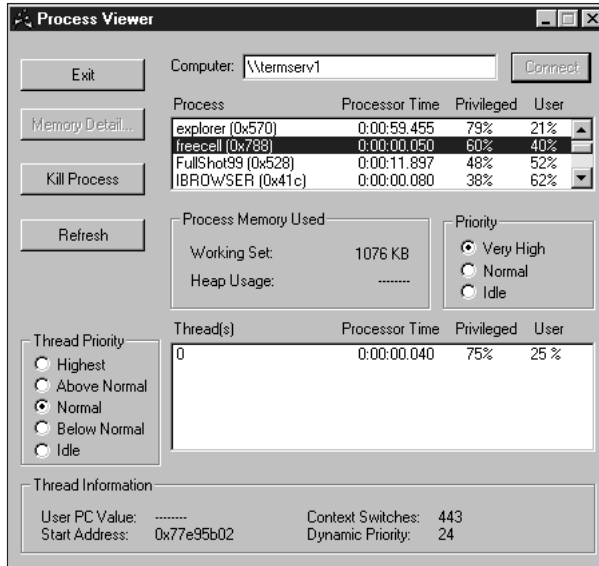 Process Viewer
Exit
Memory Detail...
Kill Process
Refresh
Computer: \\termserv1
Connect
Process Processor Time Privileged User
explorer (0x570) 0:00:59.455 79% 21%
freecell (0x788) 0:00:00.050 60% 40%
FullShot99 (0x528) 0:00:11.897 48% 52%
IBROWSER (0x41c) 0:00:00.080 38% 62%
Process Memory Used
Working Set: 1076 KB
Heap Usage: --------
Priority
Very High
Normal
Idle
Thread Priority
Highest
Above Normal
Normal
Below Normal
Idle
Thread(s) Processor Time Privileged User
0 0:00:00.040 75% 25 %
Thread Information
User PC Value: -------- Context Switches: 443
Start Address: 0x77e95b02 Dynamic Priority: 24